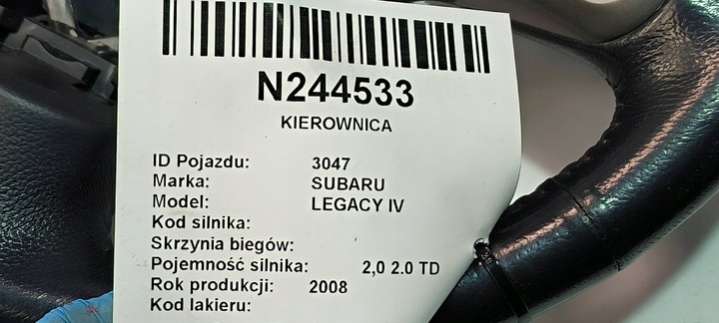 N244533
KIEROWNICA
ID Pojazdu: 3047
Marka: SUBARU
Model: LEGACY IV
Kod silnika:
Skrzynia biegów:
Pojemność silnika: 2,0 2.0 TD
Rok produkcji: 2008
Kod lakieru: